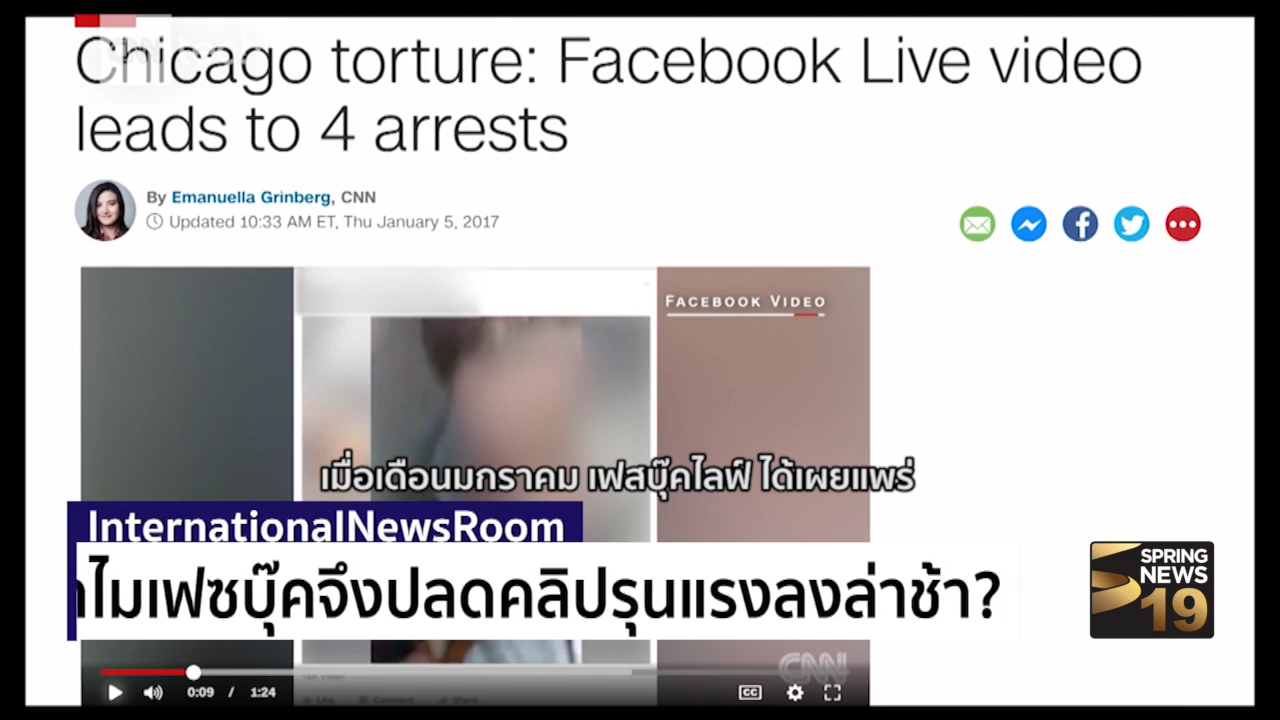 Chicago torture: Facebook Live video
leads to 4 arrests
By Emanuella Grinberg, CNN
Updated 10:33 AM ET, Thu January 5, 2017
FACEBOOK VIDEO
เมื่อเดือนมกราคม เฟสบุ๊คไลฟ์ ได้เผยแพร่
InternationalNewsRoom
ไมเฟซบุ๊คจึงปลดคลิปรุนแรงลงล่าช้า?
SPRING
NEWS
19
CNN
0:09 / 1:24
CC